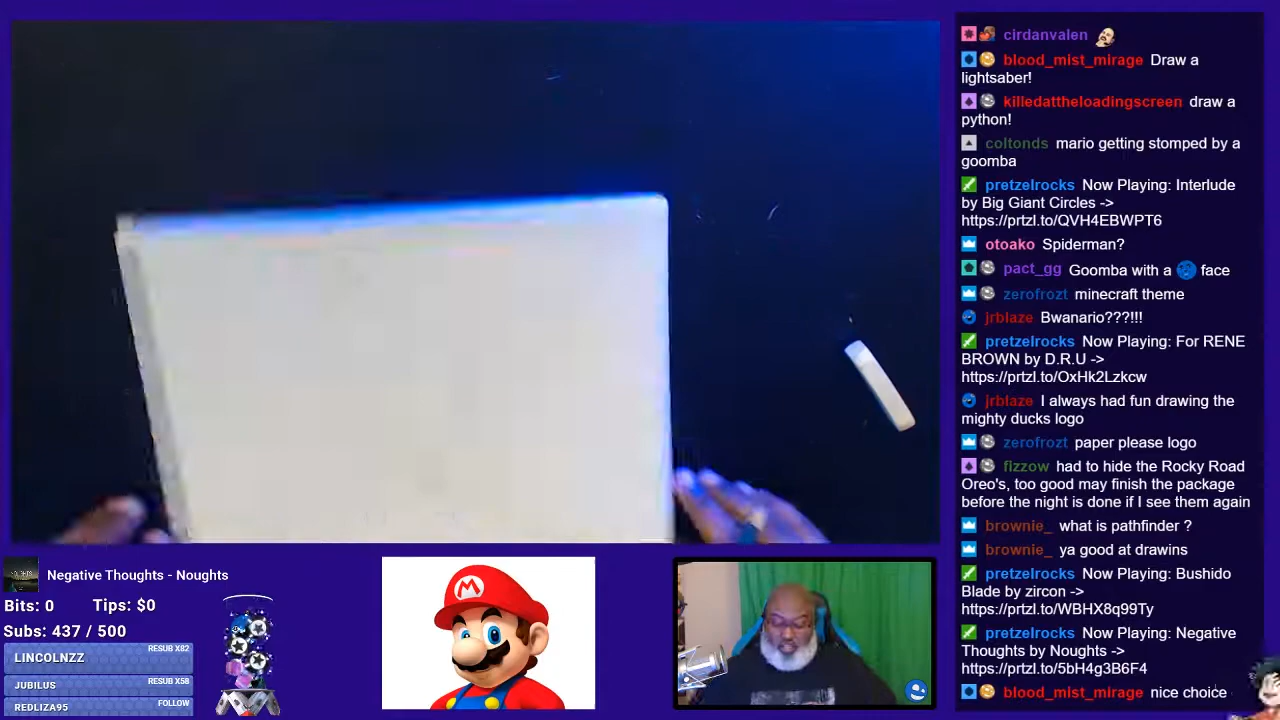 cirdanvalen
blood_mist_mirage Draw a
lightsaber!
killedattheloadingscreen draw a
python!
coltonds mario getting stomped by a
goomba
pretzelrocks Now Playing: Interlude
by Big Giant Circles ->
https://prtzl.to/QVH4EBWPT6
otoako Spiderman?
pact_gg Goomba with a face
zerofrozt minecraft theme
jrblaze Bwanario???!!!
pretzelrocks Now Playing: For RENE
BROWN by D.R.U ->
https://prtzl.to/OxHk2Lzkcw
jrblaze I always had fun drawing the
mighty ducks logo
zerofrozt paper please logo
fizzow had to hide the Rocky Road
Oreo's, too good may finish the package
before the night is done if I see them again
brownie_ what is pathfinder ?
brownie_ ya good at drawins
pretzelrocks Now Playing: Bushido
Blade by zircon ->
https://prtzl.to/WBHX8q99Ty
pretzelrocks Now Playing: Negative
Thoughts by Noughts ->
https://prtzl.to/5bH4g3B6F4
blood_mist_mirage nice choice
Negative Thoughts - Noughts
Bits: 0 Tips: $0
Subs: 437 / 500
LINCOLNZZ RESUB X82
JUBILUS RESUB X58
REDLIZA95 FOLLOW
M